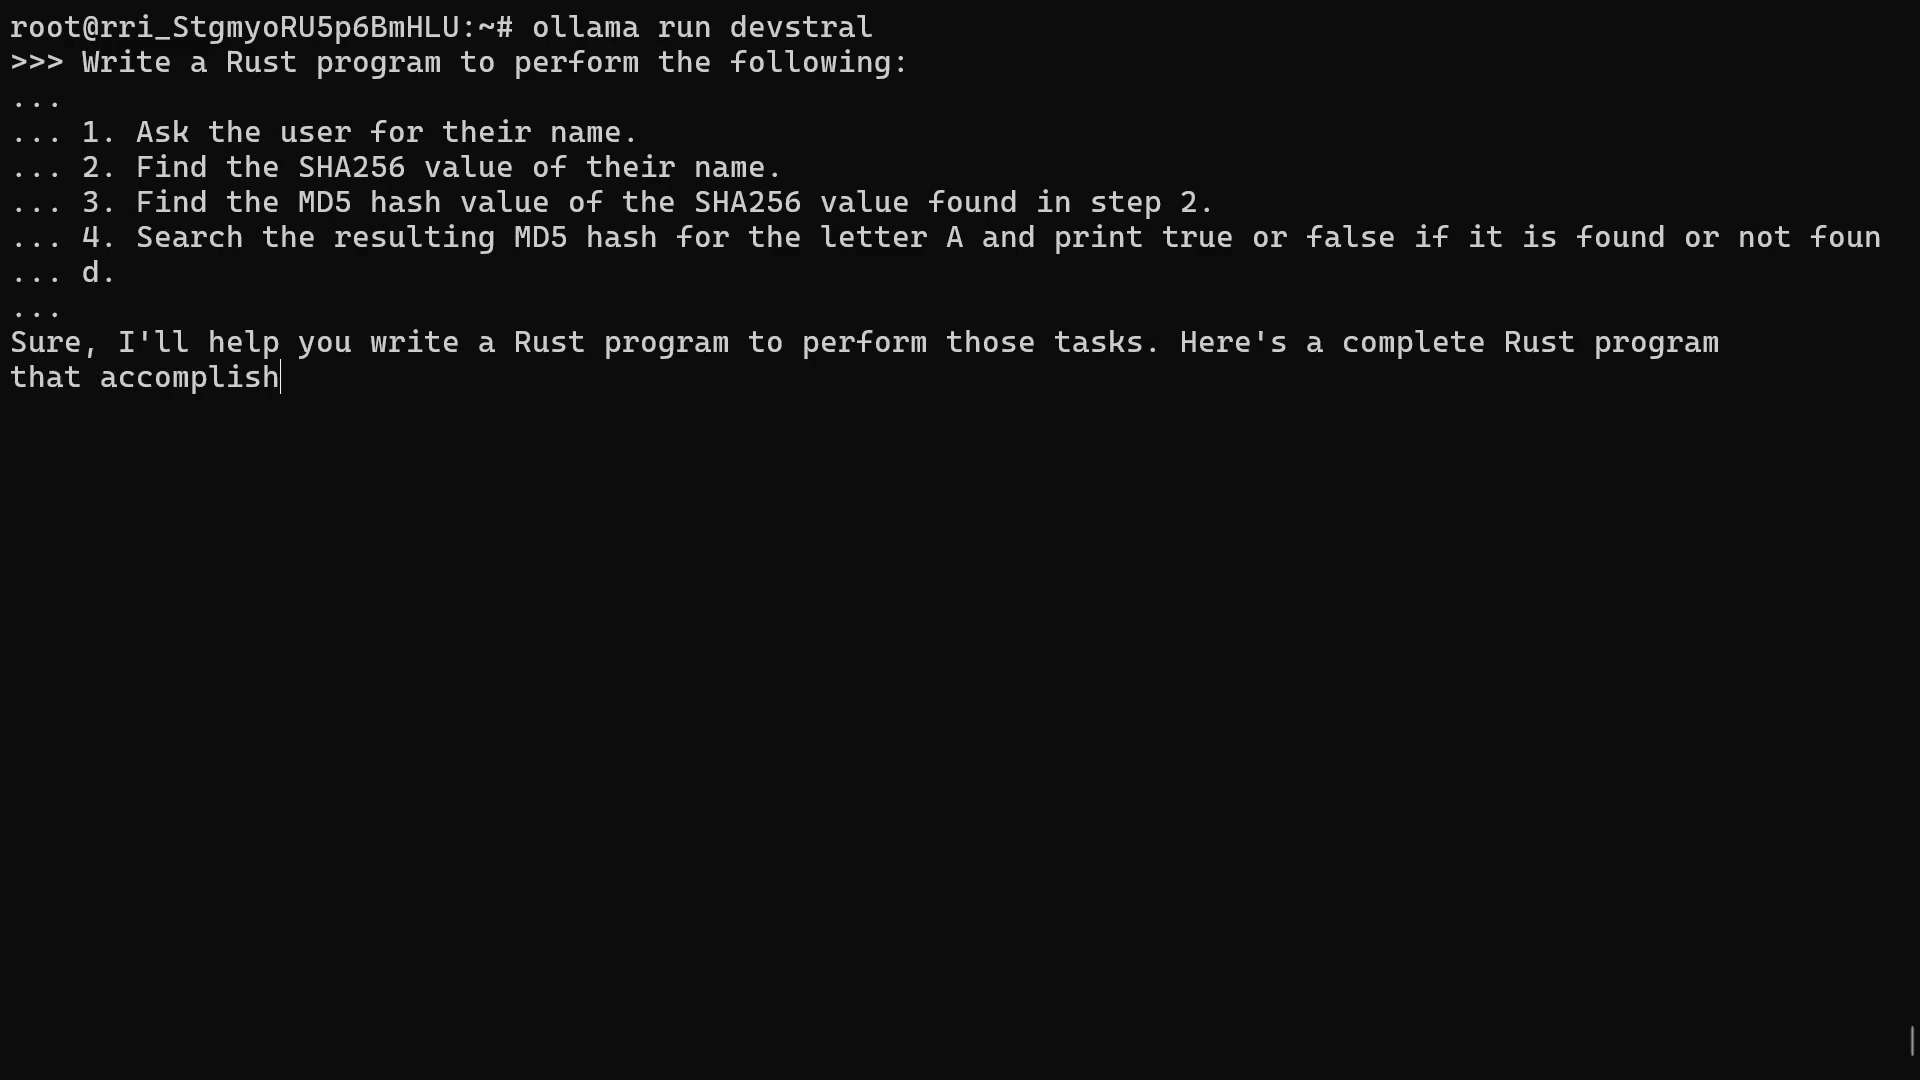 root@rri_StgmyoRU5p6BmHLU:~# ollama run devstral
>>> Write a Rust program to perform the following:
...
... 1. Ask the user for their name.
... 2. Find the SHA256 value of their name.
... 3. Find the MD5 hash value of the SHA256 value found in step 2.
... 4. Search the resulting MD5 hash for the letter A and print true or false if it is found or not foun
... d.
...
Sure, I'll help you write a Rust program to perform those tasks. Here's a complete Rust program
that accomplish